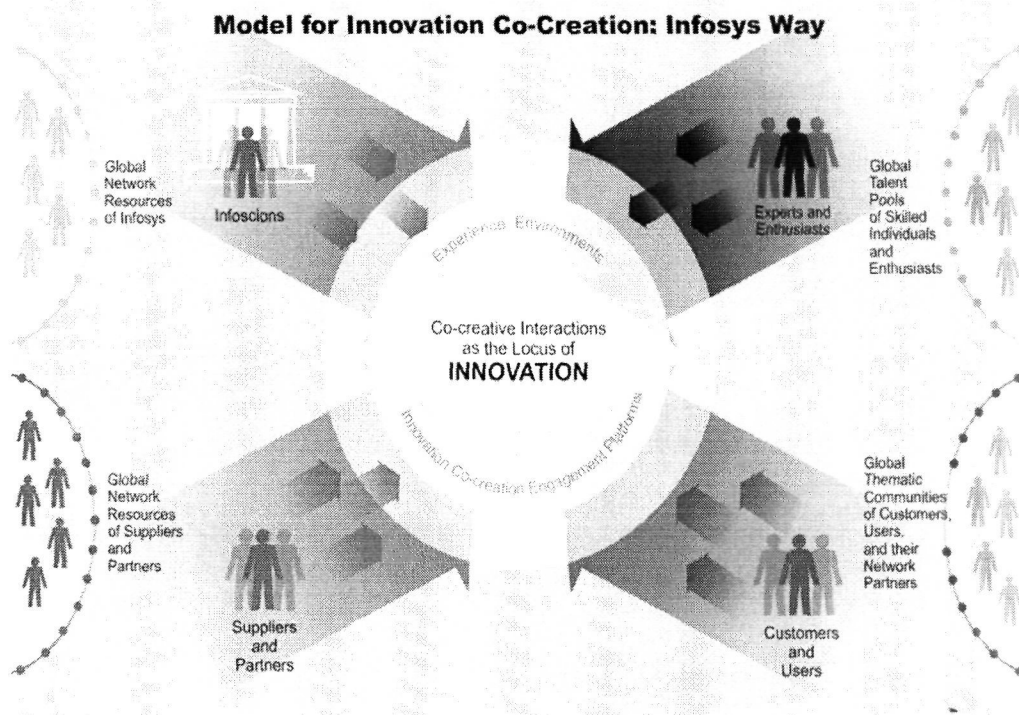 Model for Innovation Co-Creation: Infosys Way
Global
Network
Resources
of Infosys
Infoscions
Experts and
Enthusiasts
Global
Talent
Pools
of Skilled
Individuals
and
Enthusiasts
Experience Environments
Co-creative Interactions
as the Locus of
INNOVATION
Innovation Co-creation Engagement Platforms
Global
Network
Resources
of Suppliers
and
Partners
Suppliers
and
Partners
Customers
and
Users
Global
Thematic
Communities
of Customers,
Users,
and their
Network
Partners